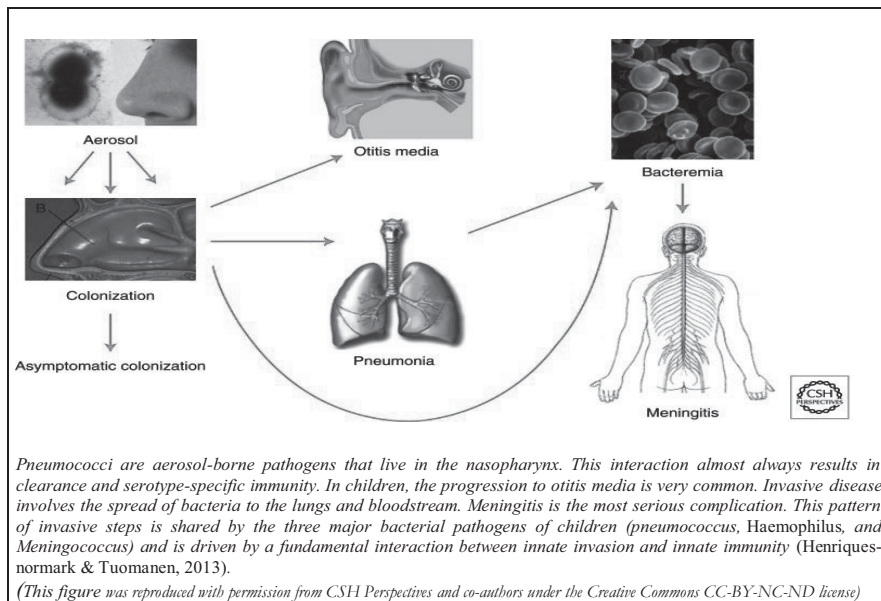 Aerosol
B
Colonization
Asymptomatic colonization
Otitis media
Pneumonia
Bacteremia
Meningitis
CSH
PERSPECTIVES
Pneumococci are aerosol-borne pathogens that live in the nasopharynx. This interaction almost always results in
clearance and serotype-specific immunity. In children, the progression to otitis media is very common. Invasive disease
involves the spread of bacteria to the lungs and bloodstream. Meningitis is the most serious complication. This pattern
of invasive steps is shared by the three major bacterial pathogens of children (pneumococcus, Haemophilus, and
Meningococcus) and is driven by a fundamental interaction between innate invasion and innate immunity (Henriques-
normark & Tuomanen, 2013).
(This figure was reproduced with permission from CSH Perspectives and co-authors under the Creative Commons CC-BY-NC-ND license)